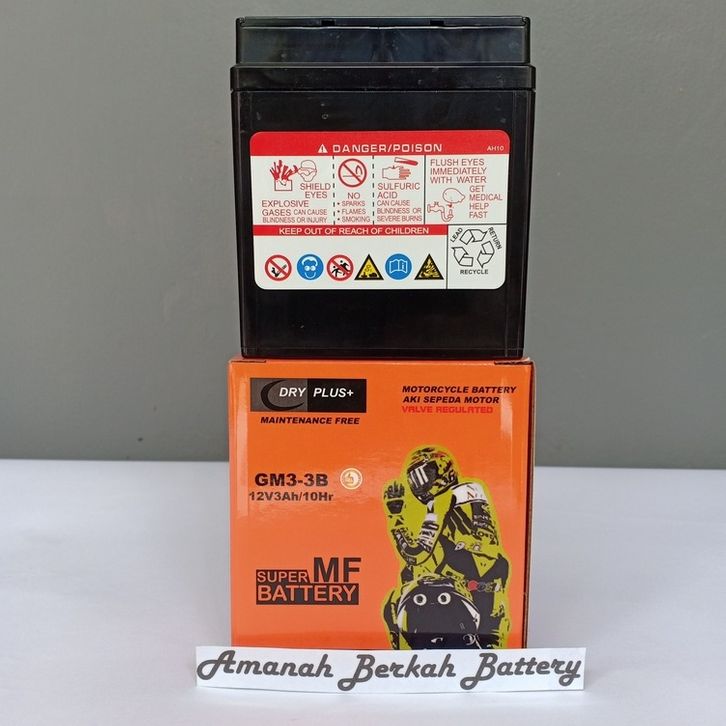 DANGER/POISON
AH10
SHIELD
EYES
EXPLOSIVE
GASES CAN CAUSE
BLINDNESS OR INJURY
NO
• SPARKS
• FLAMES
• SMOKING
SULFURIC
ACID
CAN CAUSE
BLINDNESS OR
SEVERE BURNS
FLUSH EYES
IMMEDIATELY
WITH WATER
GET
MEDICAL
HELP
FAST
KEEP OUT OF REACH OF CHILDREN
LEAD
RETURN
RECYCLE
DRY PLUS+
MAINTENANCE FREE
MOTORCYCLE BATTERY
AKI SEPEDA MOTOR
VALVE REGULATED
GM3-3B
12V3Ah/10Hr
SUPER MF
BATTERY
Amanah Berkah Battery